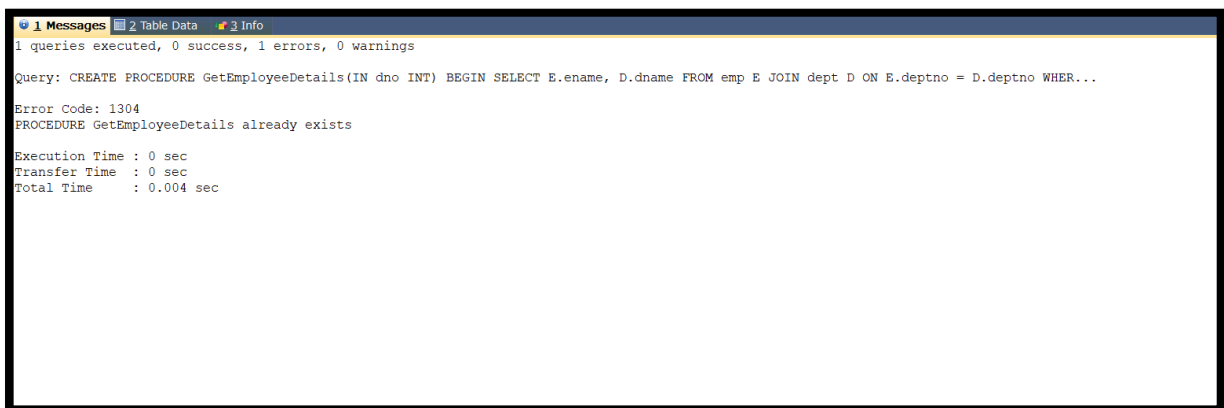 1 Messages 2 Table Data 3 Info
1 queries executed, 0 success, 1 errors, 0 warnings
Query: CREATE PROCEDURE GetEmployeeDetails(IN dno INT) BEGIN SELECT E.ename, D.dname FROM emp E JOIN dept D ON E.deptno = D.deptno WHER...
Error Code: 1304
PROCEDURE GetEmployeeDetails already exists
Execution Time : 0 sec
Transfer Time : 0 sec
Total Time : 0.004 sec